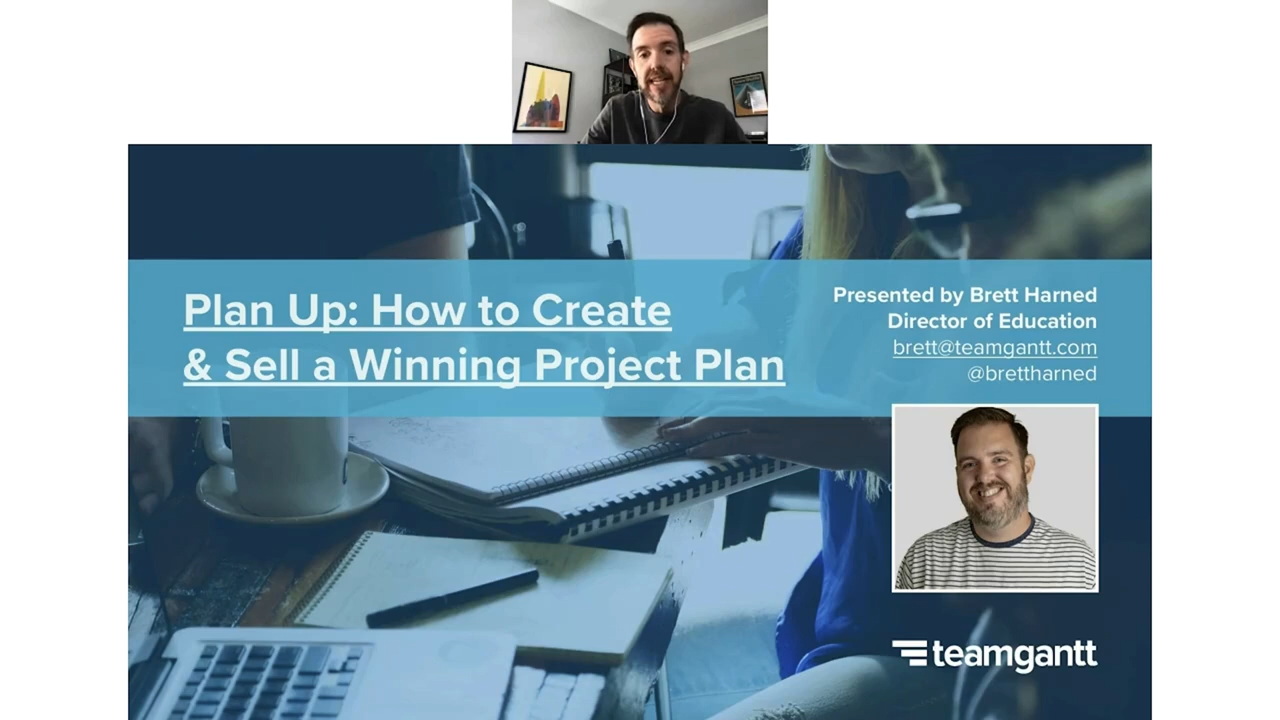 Plan Up: How to Create
& Sell a Winning Project Plan
Presented by Brett Harned
Director of Education
brett@teamgantt.com
@brettharned
teamgantt